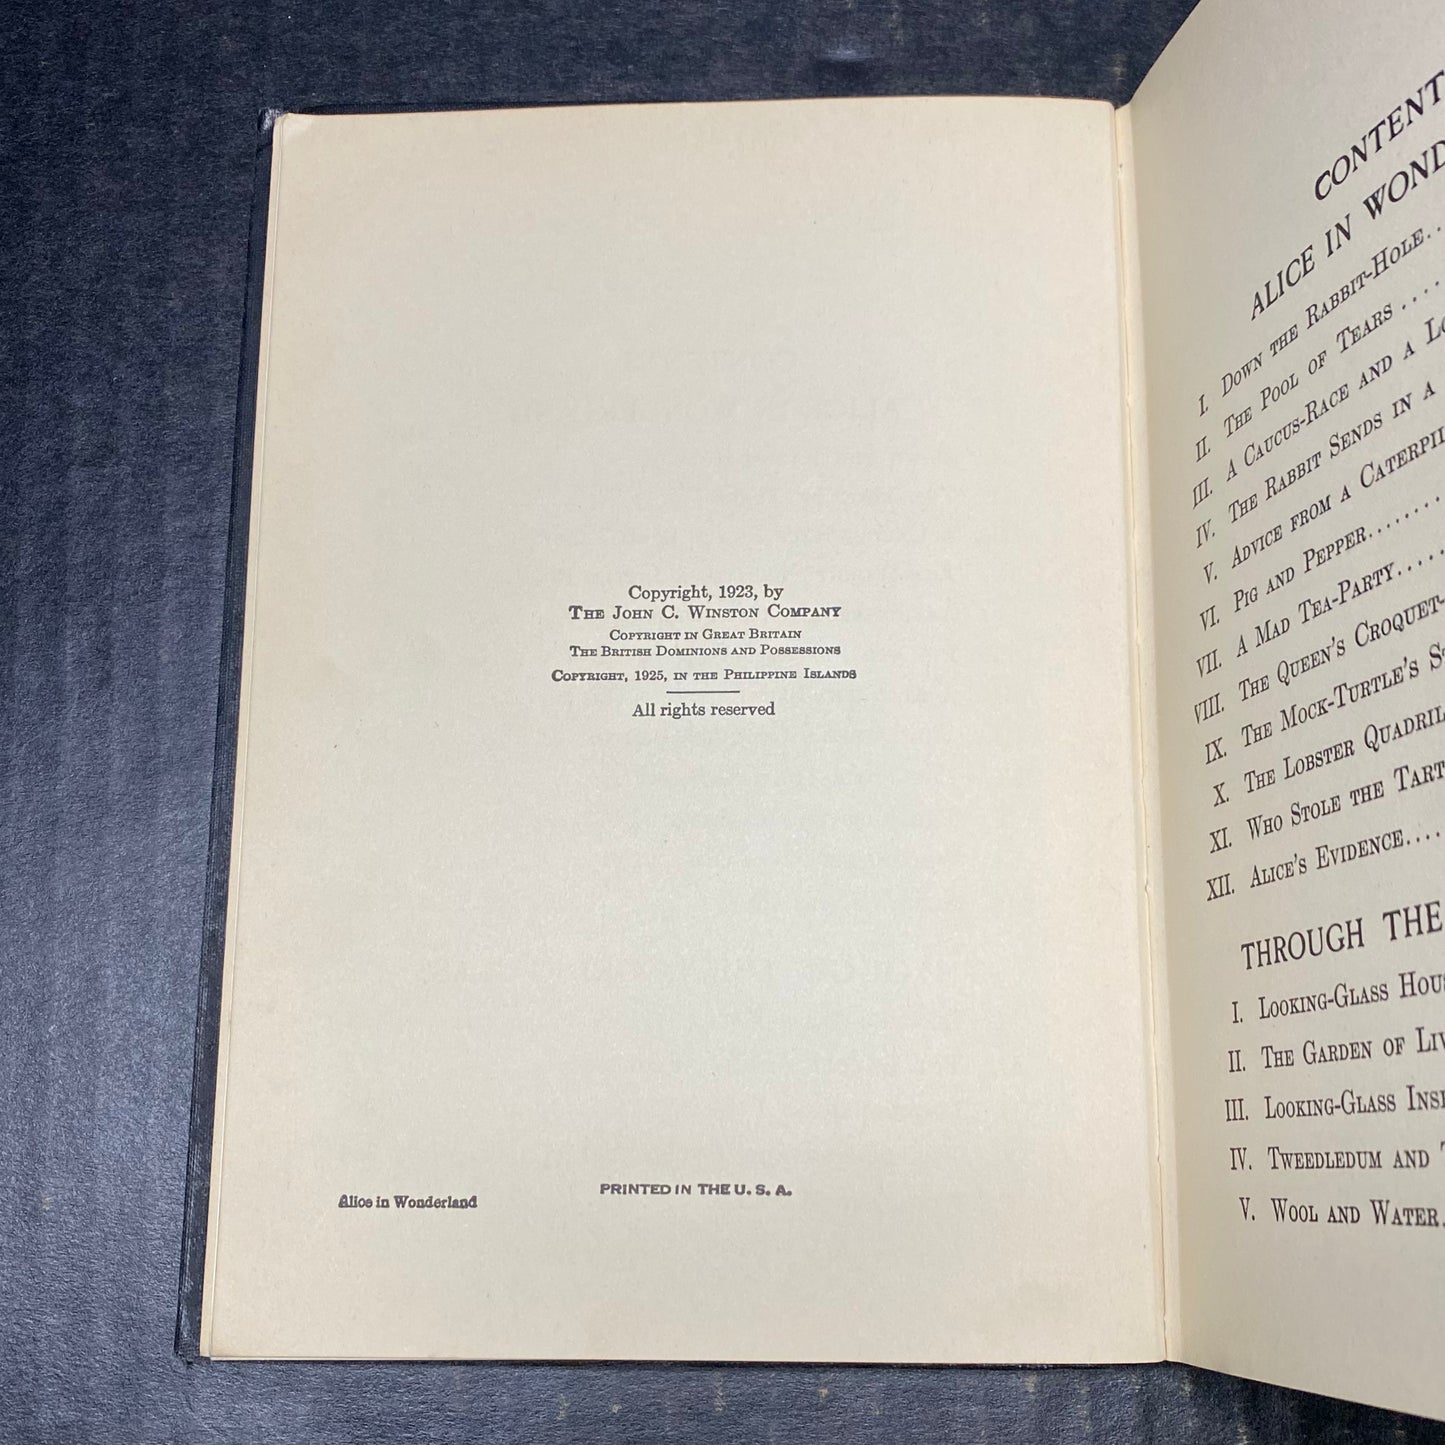 Copyright, 1923, by
THE JOHN C. WINSTON COMPANY
COPYRIGHT IN GREAT BRITAIN
THE BRITISH DOMINIONS AND POSSESSIONS
COPYRIGHT, 1925, IN THE PHILIPPINE ISLANDS
All rights reserved
PRINTED IN THE U. S. A.
Alice in Wonderland
CONTENT
ALICE IN WOND
I. DOWN THE RABBIT-HOLE..
II. THE POOL OF TEARS ....
III. A CAUCUS-RACE AND A LO
IV. THE RABBIT SENDS IN A
V. ADVICE FROM A CATERPIL
VI. PIG AND PEPPER........
VII. A MAD TEA-PARTY.....
VIII. THE QUEEN'S CROQUET-
IX. THE MOCK-TURTLE'S S
X. THE LOBSTER QUADRIL
XI. WHO STOLE THE TART
XII. ALICE'S EVIDENCE....
THROUGH THE
I. LOOKING-GLASS HOUS
II. THE GARDEN OF LIV
III. LOOKING-GLASS INSE
IV. TWEEDLEDUM AND T
V. WOOL AND WATER.